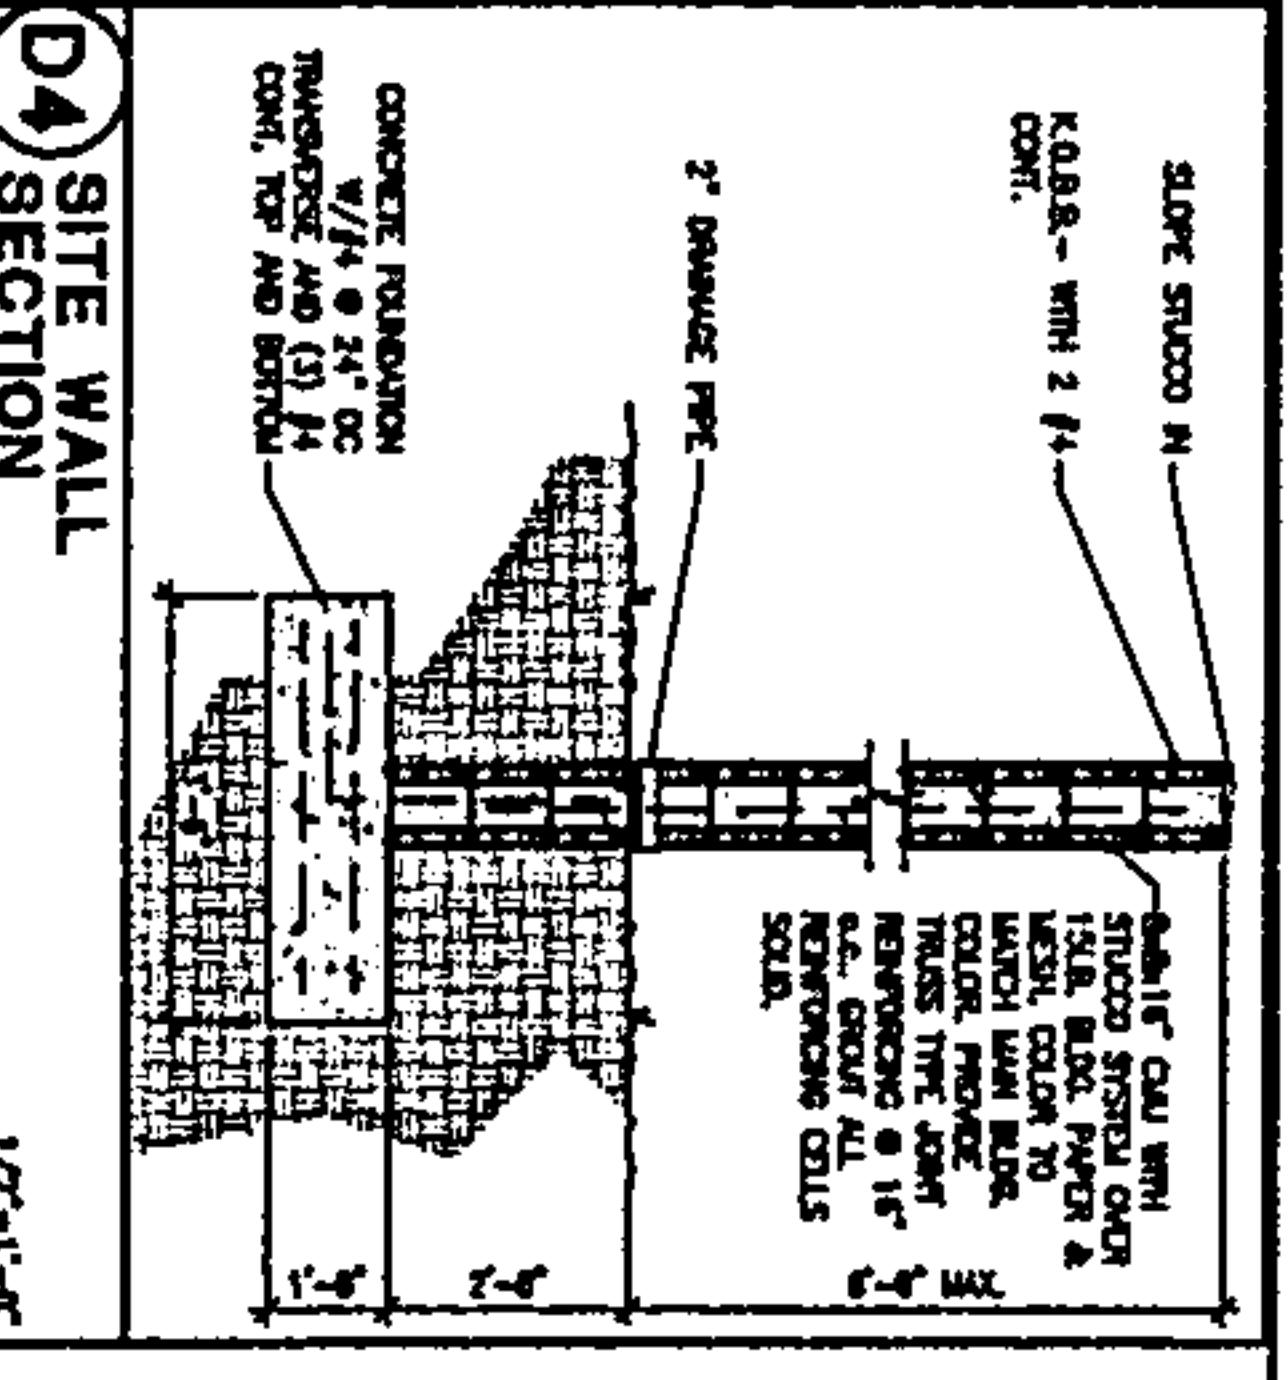 SLOPE STUCCO IN
K.O.B.B.- WITH 2 #4
CONT.
2" DRAINAGE PIPE
CONCRETE FOUNDATION
W/#4 @ 24" OC
TRANSVERSE AND (3) #4
CONT. TOP AND BOTTOM
8x8x16" CMU WITH
STUCCO SYSTEM OVER
15LB. BLDG. PAPER &
MESH, COLOR TO
MATCH MAIN BLDG.
COLOR. PROVIDE
TRUSS TYPE JOINT
REINFORCING @ 16"
o.c.. GROUT ALL
REINFORCING CELLS
SOLID.
MAX.
2'-0"
1'-0"
D4
SITE WALL
SECTION